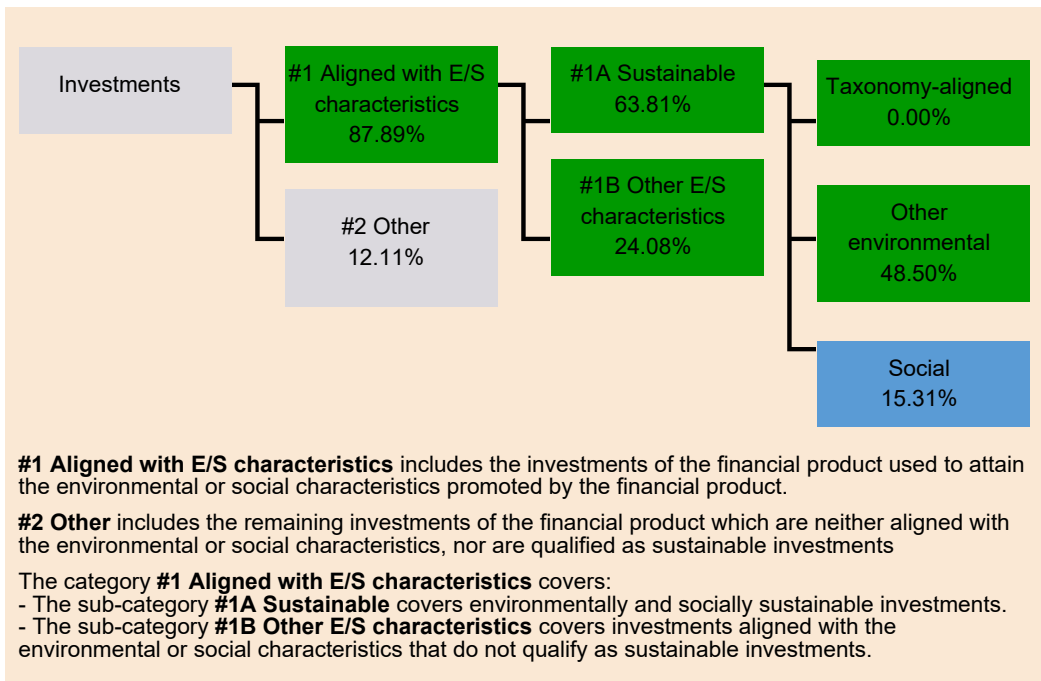 Investments
#1 Aligned with E/S
characteristics
87.89%
#2 Other
12.11%
#1A Sustainable
63.81%
#1B Other E/S
characteristics
24.08%
Taxonomy-aligned
0.00%
Other
environmental
48.50%
Social
15.31%
#1 Aligned with E/S characteristics includes the investments of the financial product used to attain
the environmental or social characteristics promoted by the financial product.
#2 Other includes the remaining investments of the financial product which are neither aligned with
the environmental or social characteristics, nor are qualified as sustainable investments
The category #1 Aligned with E/S characteristics covers:
- The sub-category #1A Sustainable covers environmentally and socially sustainable investments.
- The sub-category #1B Other E/S characteristics covers investments aligned with the
environmental or social characteristics that do not qualify as sustainable investments.